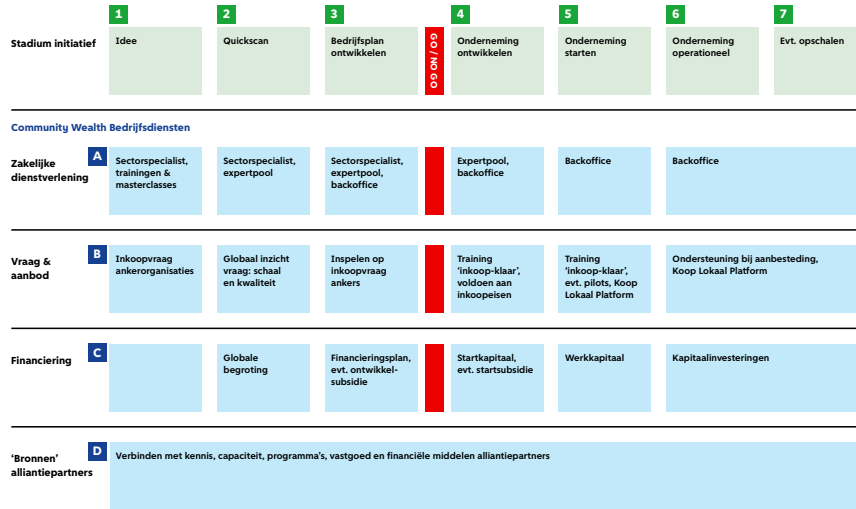 1
2
3
4
5
6
7
Stadium initiatief
Idee
Quickscan
Bedrijfsplan
ontwikkelen
GO / NO GO
Onderneming
ontwikkelen
Onderneming
starten
Onderneming
operationeel
Evt. opschalen
Community Wealth Bedrijfsdiensten
Zakelijke
dienstverlening
A
Sectorspecialist,
trainingen &
masterclasses
Sectorspecialist,
expertpool
Sectorspecialist,
expertpool,
backoffice
Expertpool,
backoffice
Backoffice
Backoffice
Vraag &
aanbod
B
Inkoopvraag
ankerorganisaties
Globaal inzicht
vraag: schaal
en kwaliteit
Inspelen op
inkoopvraag
ankers
Training
‘inkoop-klaar’,
voldoen aan
inkoopeisen
Training
‘inkoop-klaar’,
evt. pilots, Koop
Lokaal Platform
Ondersteuning bij aanbesteding,
Koop Lokaal Platform
Financiering
C
Globale
begroting
Financieringsplan,
evt. ontwikkel-
subsidie
Startkapitaal,
evt. startsubsidie
Werkkapitaal
Kapitaalinvesteringen
‘Bronnen’
alliantiepartners
D
Verbinden met kennis, capaciteit, programma’s, vastgoed en financiële middelen alliantiepartners